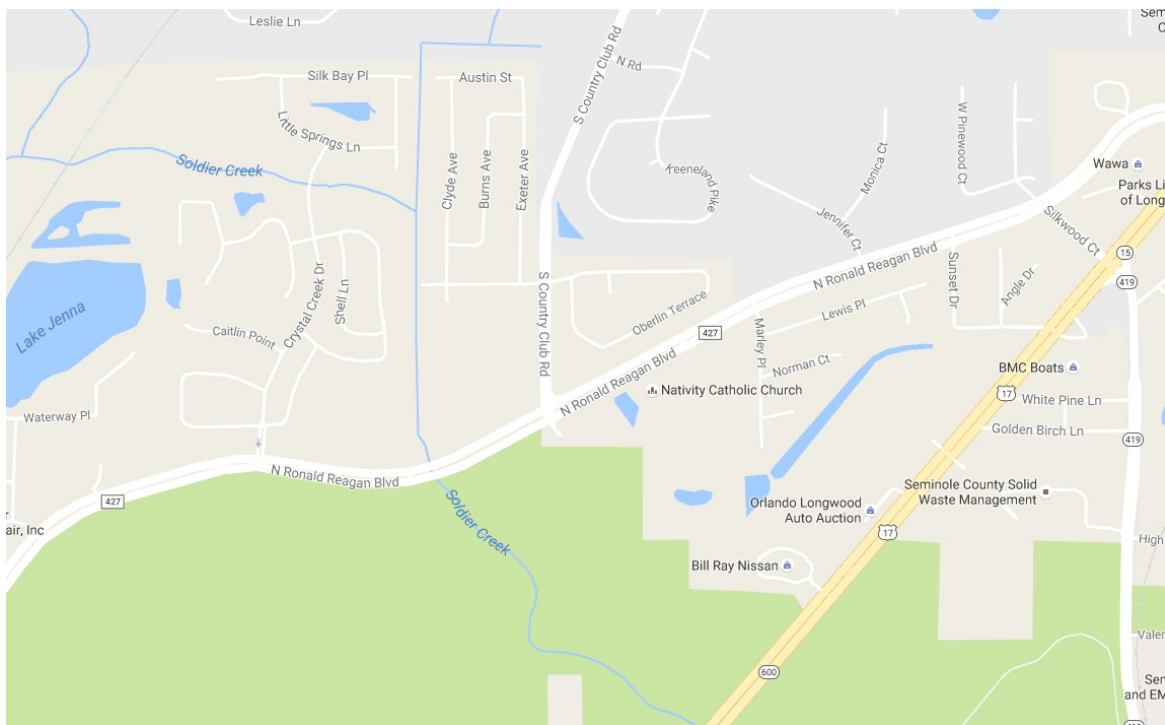 Leslie Ln
Silk Bay Pl
Austin St
Little Springs Ln
Soldier Creek
Clyde Ave
Burns Ave
Exeter Ave
S Country Club Rd
N Rd
Keeneland Pike
Monica Ct
Jennifer Ct
W Pinewood Ct
Sem
C
Wawa
Parks Li
of Long
Silkwood Ct
15
419
Sunset Dr
Angle Dr
N Ronald Reagan Blvd
Lake Jenna
Crystal Creek Dr
Shell Ln
Caitlin Point
S Country Club Rd
Oberlin Terrace
427
Marley Pl
Lewis Pl
Norman Ct
BMC Boats
17
White Pine Ln
Golden Birch Ln
419
Waterway Pl
N Ronald Reagan Blvd
Nativity Catholic Church
N Ronald Reagan Blvd
427
r
air, Inc
Soldier Creek
Orlando Longwood
Auto Auction
Seminole County Solid
Waste Management
17
High
Bill Ray Nissan
Valen
600
Sen
and EM